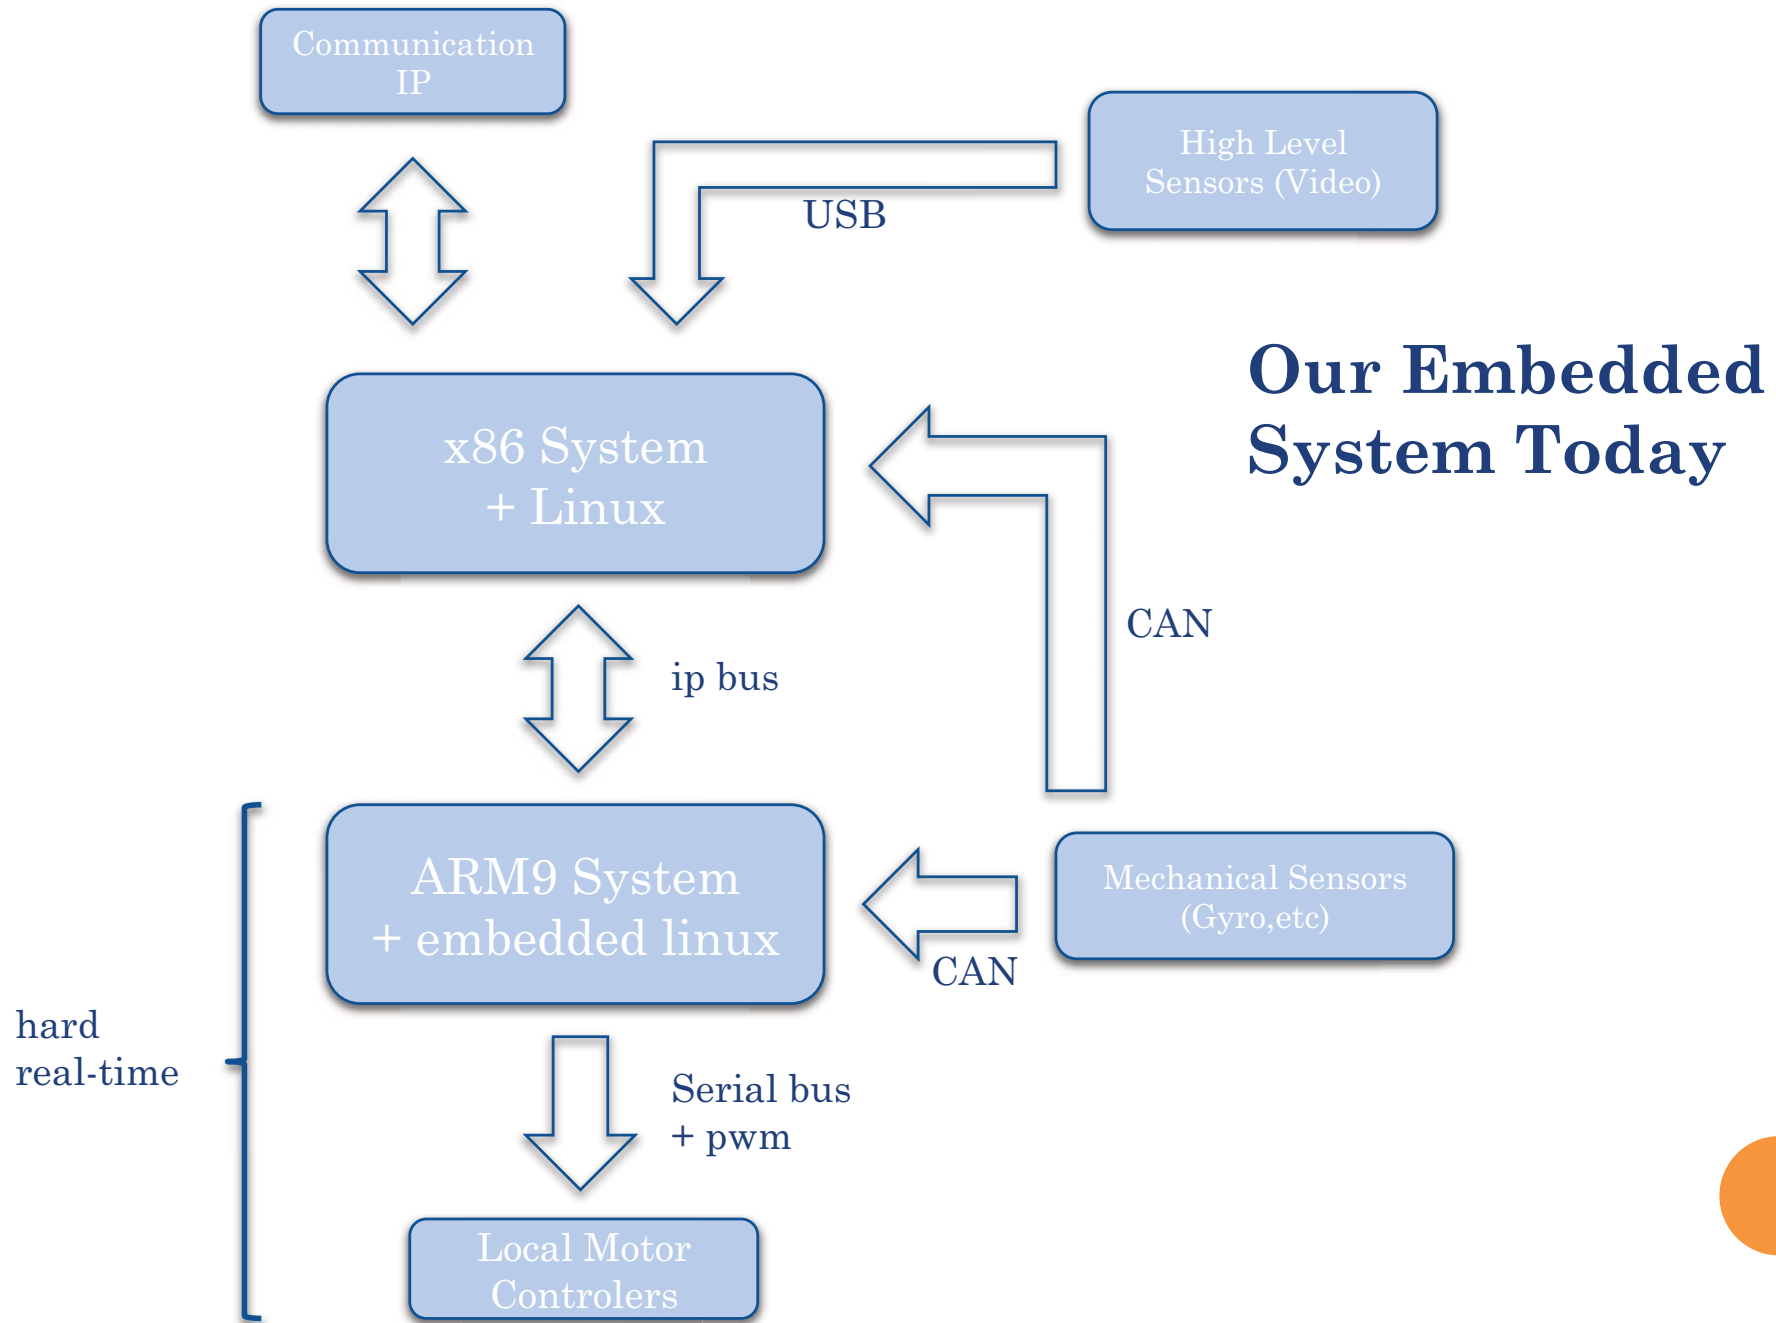 Communication
IP
High Level
Sensors (Video)
USB
Our Embedded
System Today
x86 System
+ Linux
CAN
ip bus
ARM9 System
+ embedded linux
Mechanical Sensors
(Gyro,etc)
CAN
hard
real-time
Serial bus
+ pwm
Local Motor
Controlers